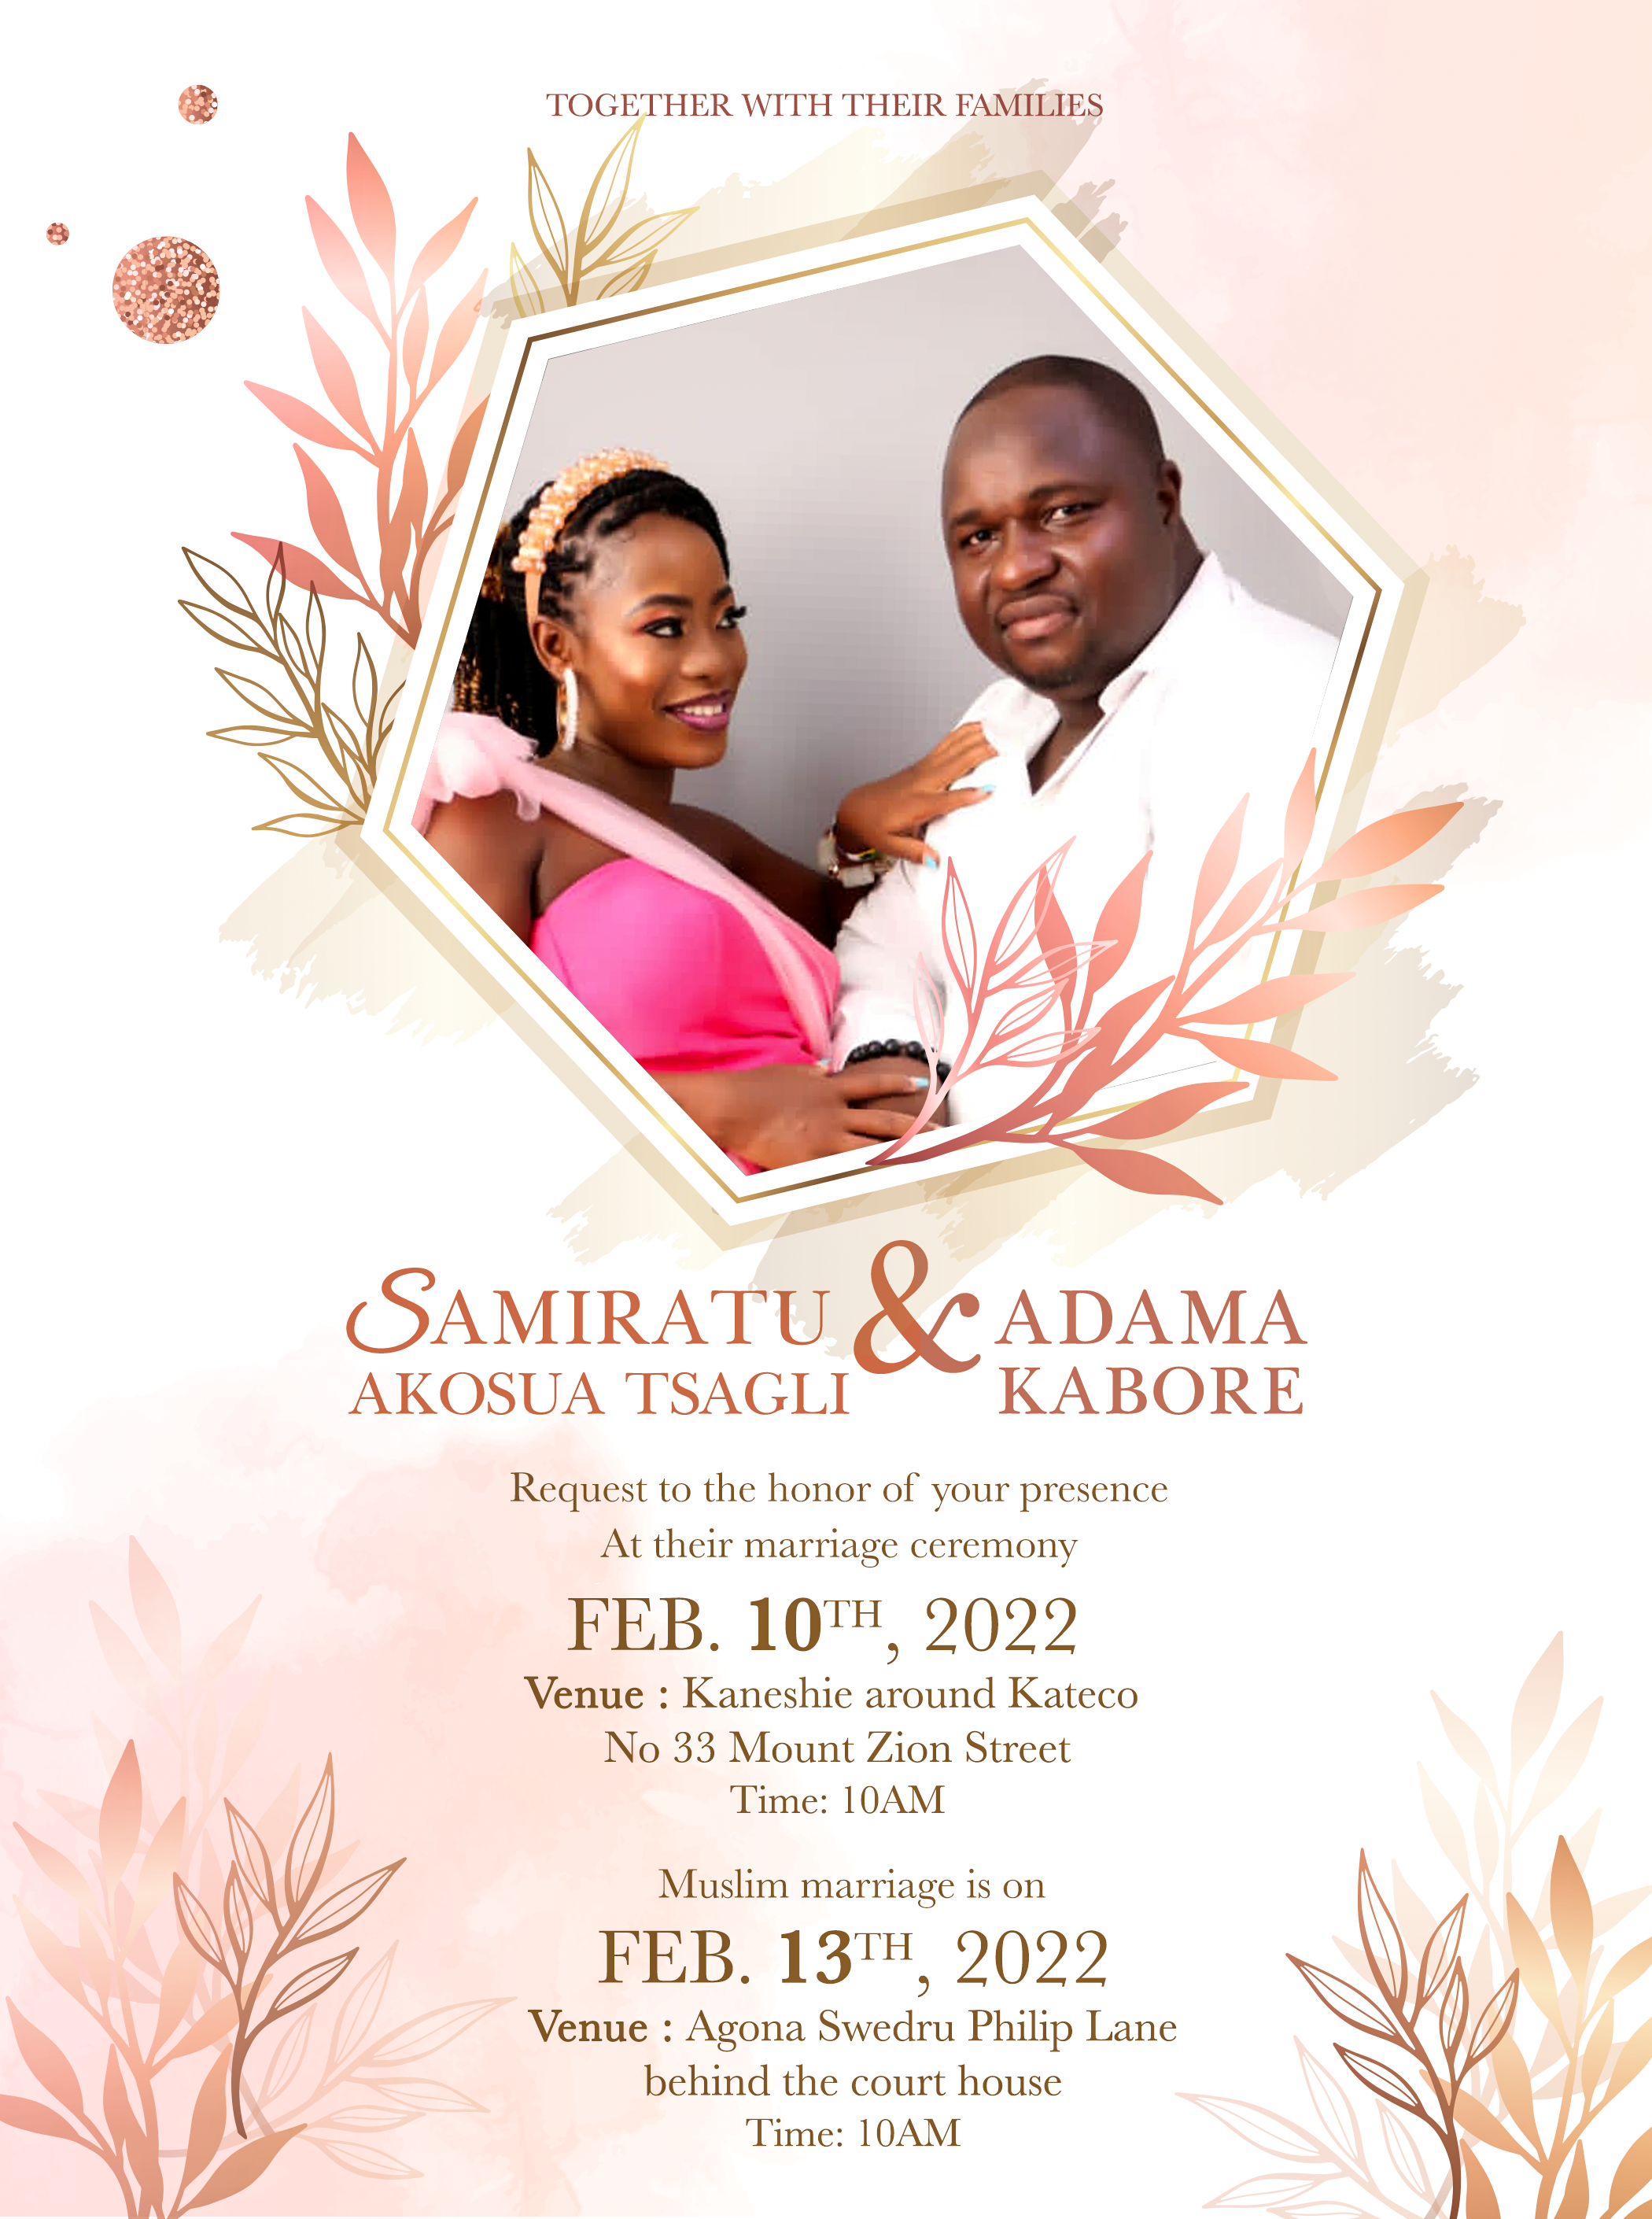 TOGETHER WITH THEIR FAMILIES
SAMIRATU & ADAMA
AKOSUA TSAGLI KABORE
Request to the honor of your presence
At their marriage ceremony
FEB. 10TH, 2022
Venue : Kaneshie around Kateco
No 33 Mount Zion Street
Time: 10AM
Muslim marriage is on
FEB. 13TH, 2022
Venue : Agona Swedru Philip Lane
behind the court house
Time: 10AM